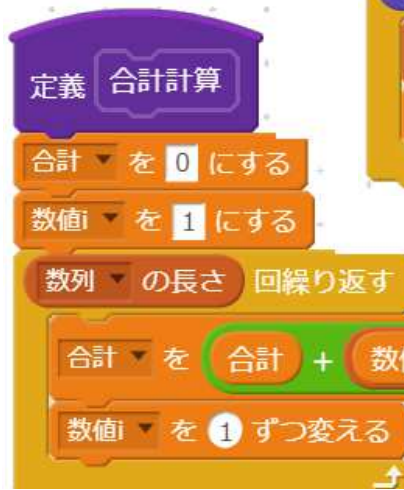 定義 合計計算
合計 を 0 にする
数値i を 1 にする
数列 の長さ 回繰り返す
合計 を 合計 + 数
数値i を 1 ずつ変える